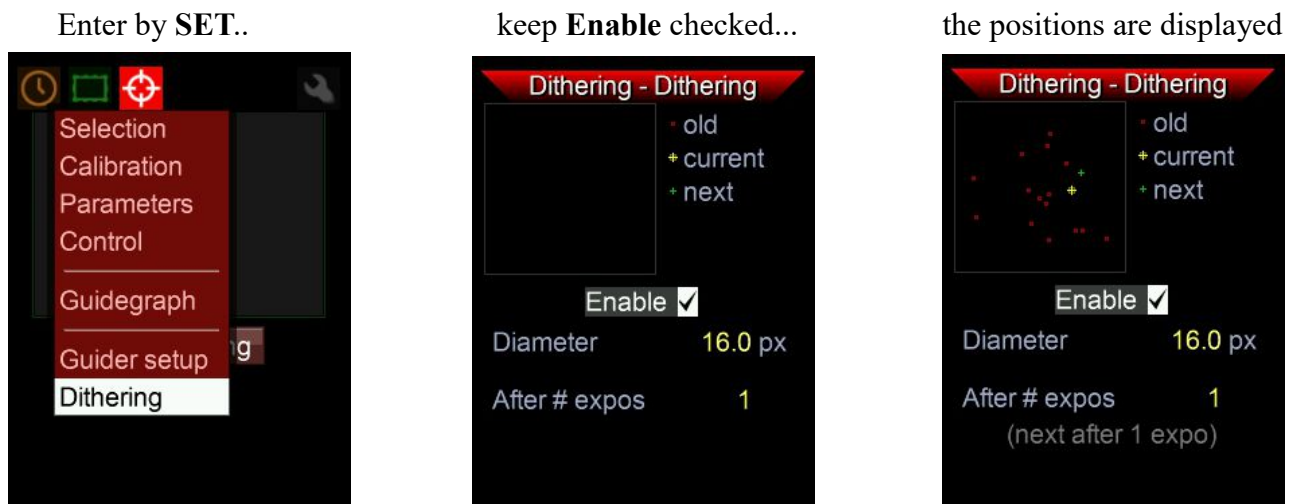 Enter by SET..
Selection
Calibration
Parameters
Control
Guidegraph
Guider setup
Dithering
keep Enable checked...
Dithering - Dithering
old
current
next
Enable
Diameter 16.0 px
After # expos 1
the positions are displayed
Dithering - Dithering
old
current
next
Enable
Diameter 16.0 px
After # expos 1
(next after 1 expo)